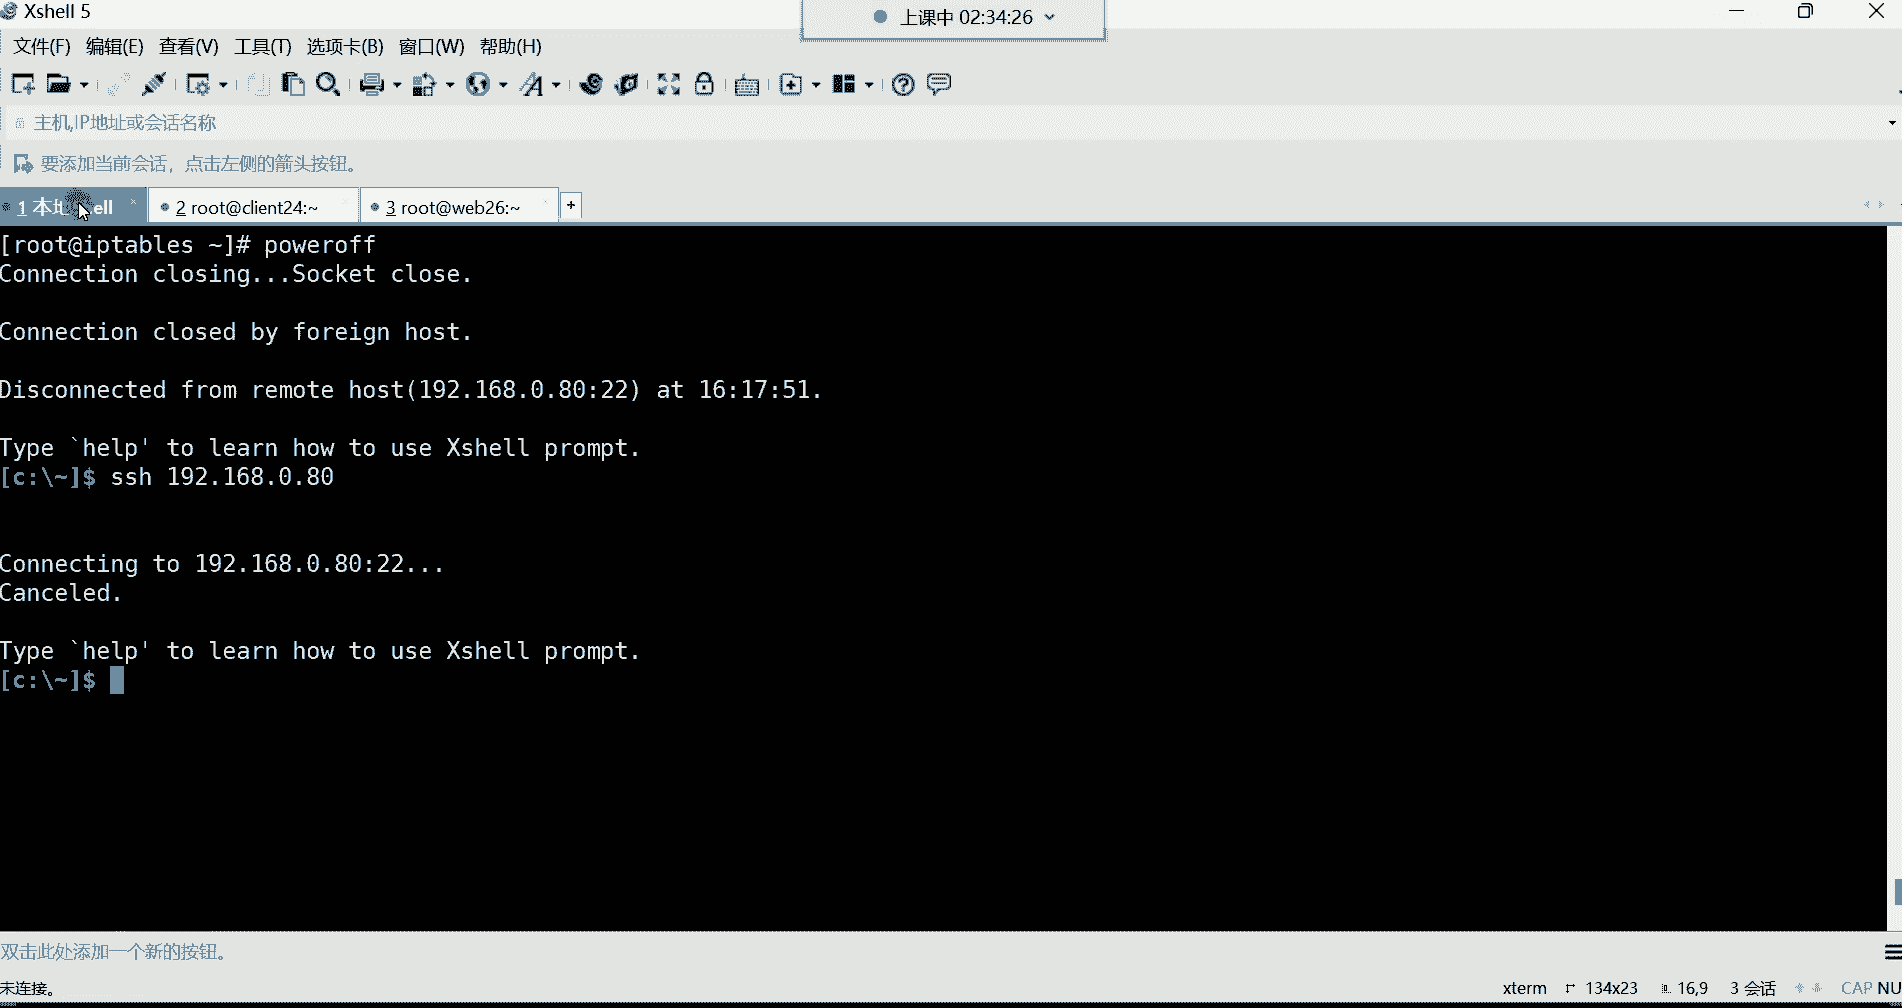 Xshell 5
上课中 02:34:26
文件(F) 编辑(E) 查看(V) 工具(T) 选项卡(B) 窗口(W) 帮助(H)
主机,IP地址或会话名称
要添加当前会话，点击左侧的箭头按钮。
1 本地 ell
2 root@client24:~
3 root@web26:~
+
[root@iptables ~]# poweroff
Connection closing...Socket close.
Connection closed by foreign host.
Disconnected from remote host(192.168.0.80:22) at 16:17:51.
Type `help' to learn how to use Xshell prompt.
[c:\~]$ ssh 192.168.0.80
Connecting to 192.168.0.80:22...
Canceled.
Type `help' to learn how to use Xshell prompt.
[c:\~]$
双击此处添加一个新的按钮。
未连接。
xterm 134x23 16,9 3 会话 CAP NU